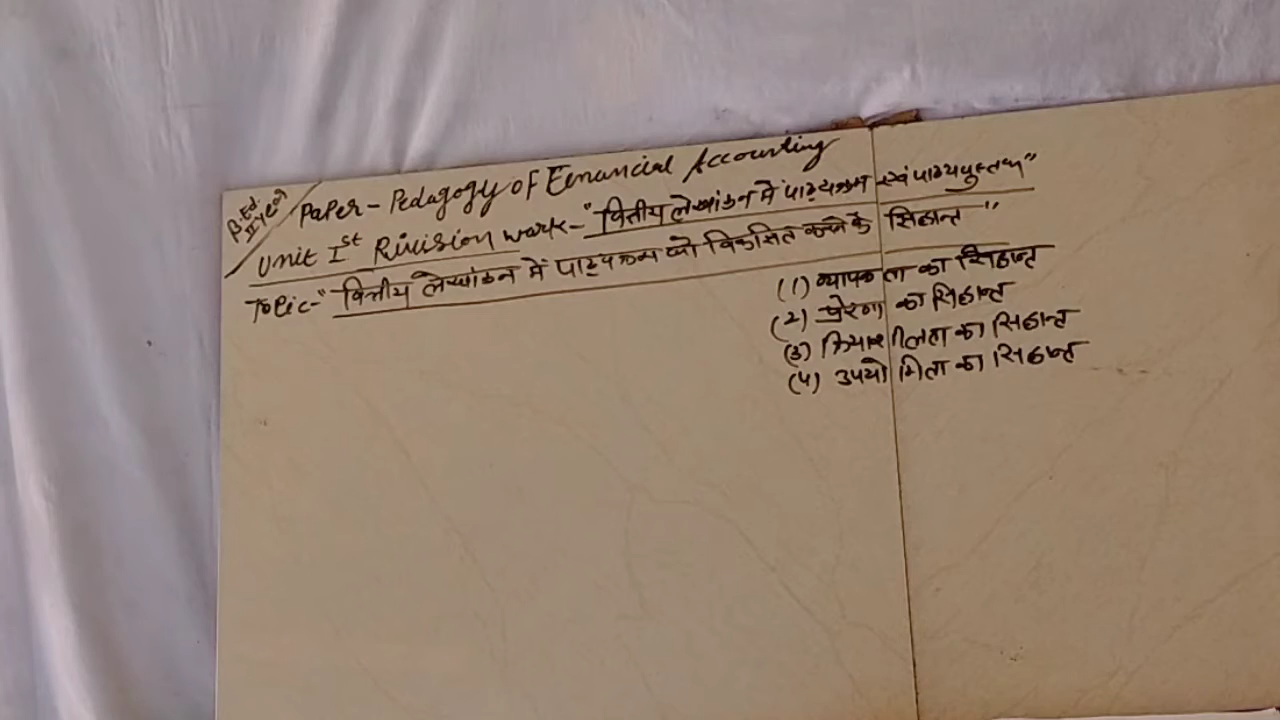 B.Ed. II Year
Paper - Pedagogy of Financial Accounting
Unit Ist Rivision work - "वित्तीय लेखांकन में पाठ्यक्रम एवं पाठ्यपुस्तक"
Topic - "वित्तीय लेखांकन में पाठ्यक्रम को विकसित करने के सिद्धान्त"
(1) व्यापकता का सिद्धान्त
(2) प्रेरणा का सिद्धान्त
(3) क्रियाशीलता का सिद्धान्त
(4) उपयोगिता का सिद्धान्त